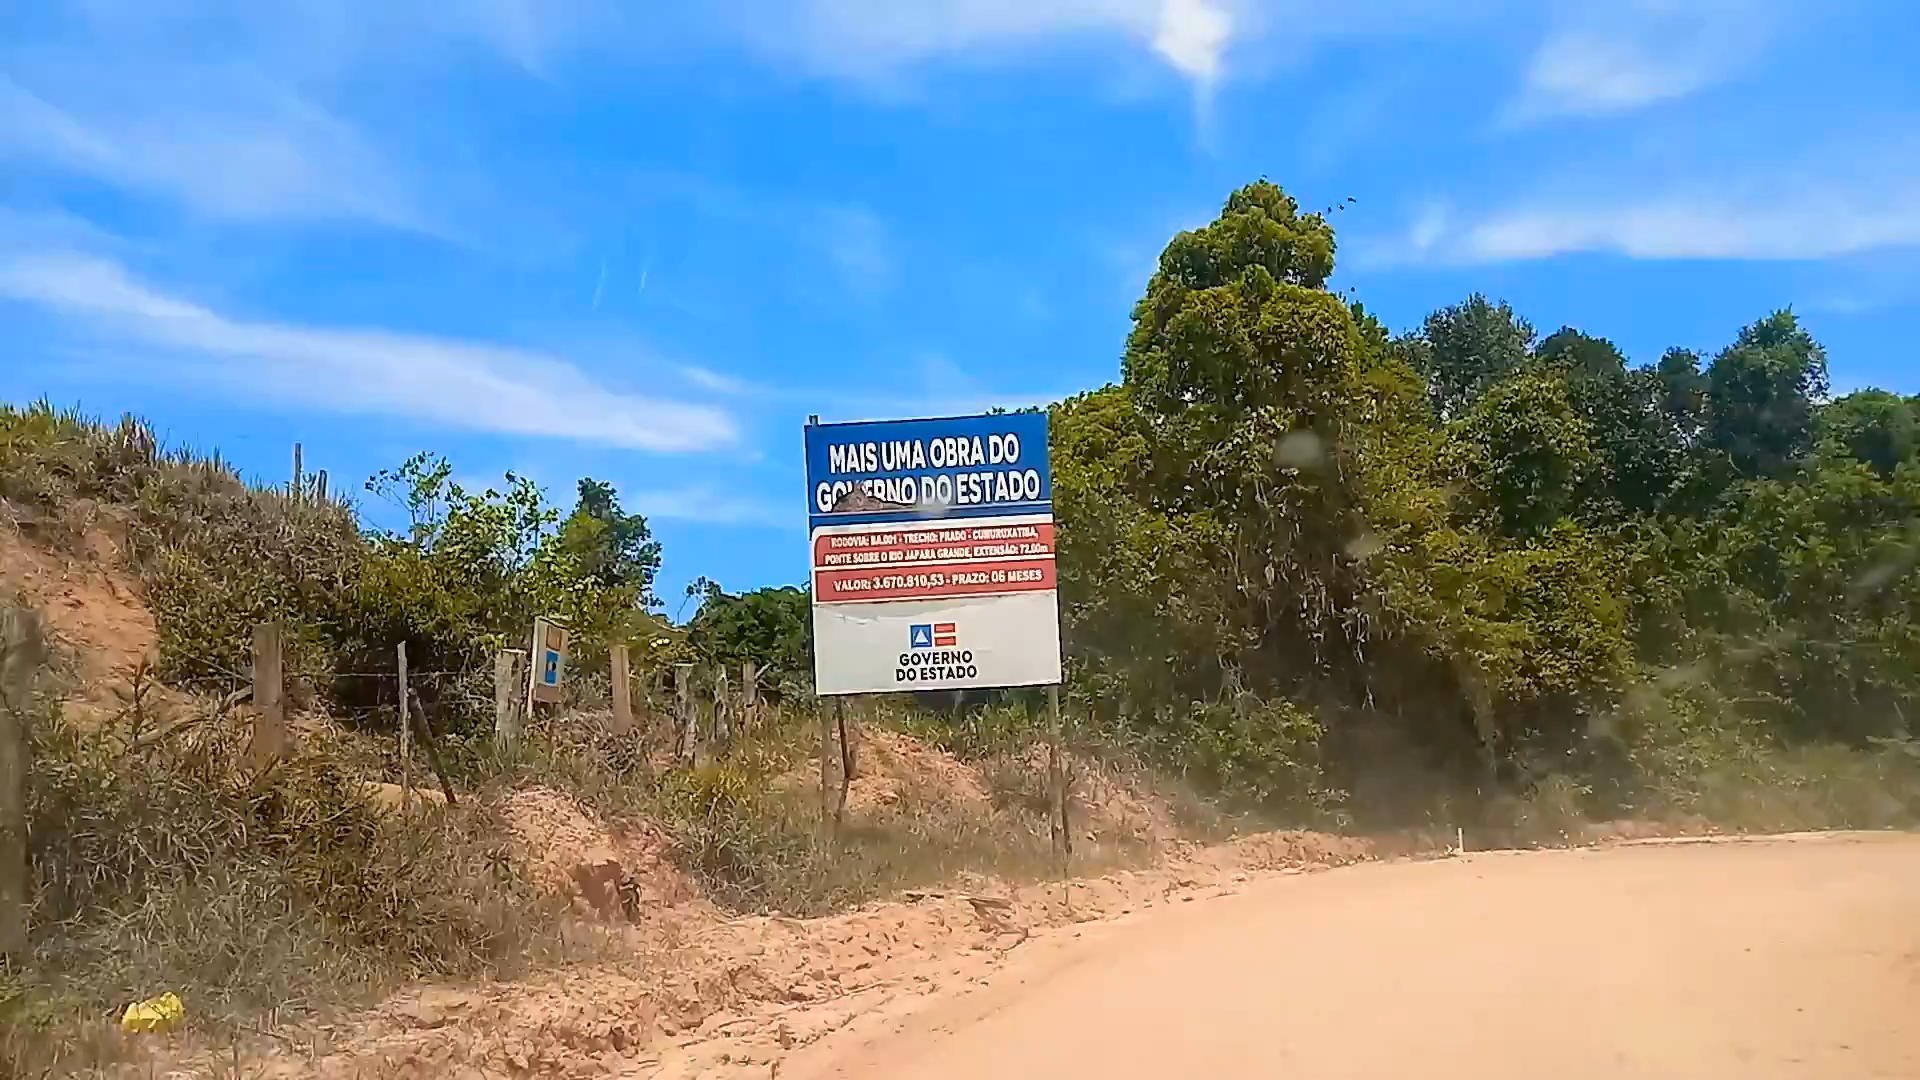 MAIS UMA OBRA DO
GOVERNO DO ESTADO
RODOVIA: BA.001 - TRECHO: PRADO - CUMURUXATIBA,
PONTE SOBRE O RIO JAPARA GRANDE, EXTENSÃO: 72.00m
VALOR: 3.670.810,53 - PRAZO: 06 MESES
GOVERNO
DO ESTADO